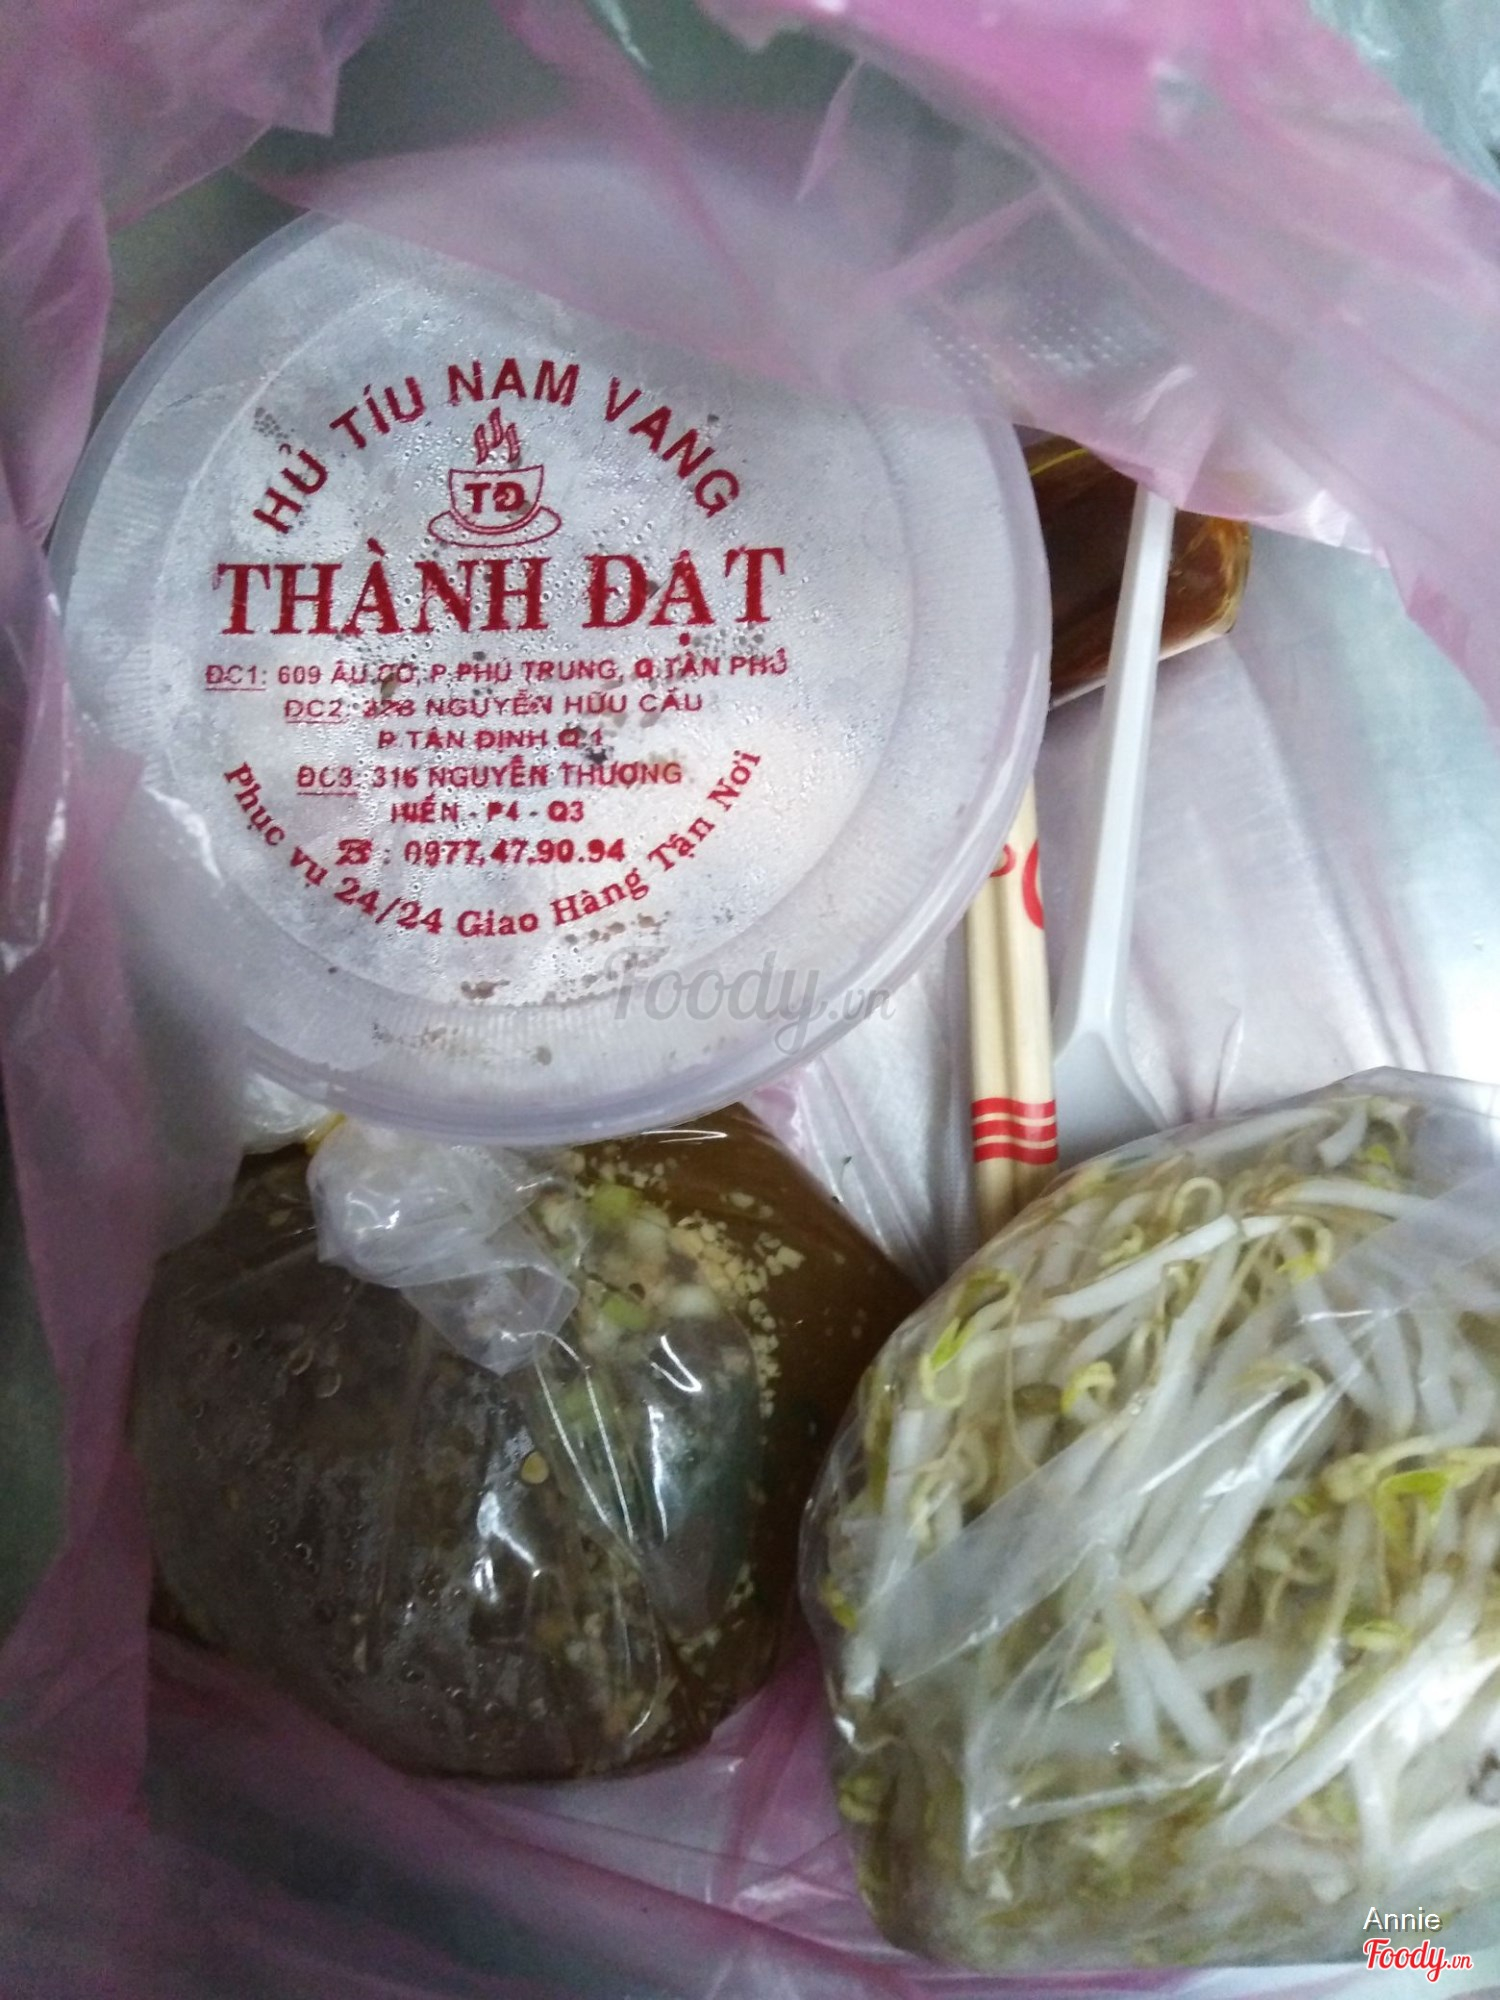 HỦ TÍU NAM VANG
TĐ
THÀNH ĐẠT
ĐC1: 609 ÂU CƠ, P.PHÚ TRUNG, Q.TÂN PHÚ
ĐC2: NGUYỄN HỮU CẦU
P.TÂN ĐỊNH Q.1
ĐC3: 316 NGUYỄN THƯỢNG
HIỀN - P4 - Q3
☎ : 0977.47.90.94
Phục vụ 24/24 Giao Hàng Tận Nơi
Foody.vn
Annie
Foody.vn